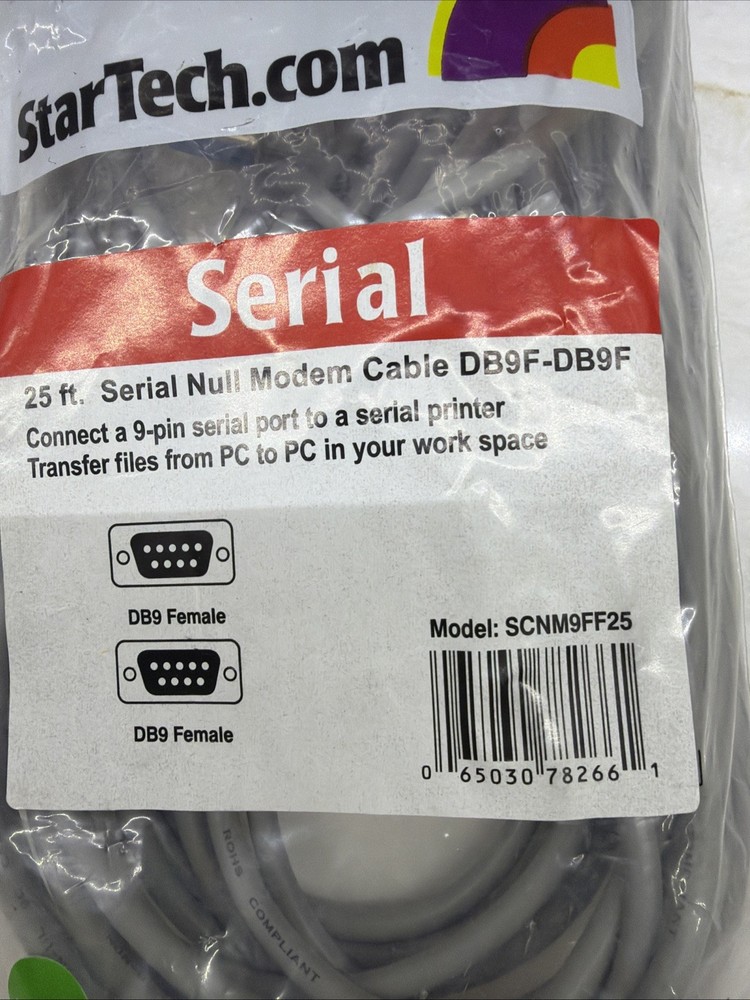 StarTech.com
Serial
25 ft. Serial Null Modem Cable DB9F-DB9F
Connect a 9-pin serial port to a serial printer
Transfer files from PC to PC in your work space
DB9 Female
DB9 Female
Model: SCNM9FF25
0 65030 78266 1
ROHS COMPLIANT